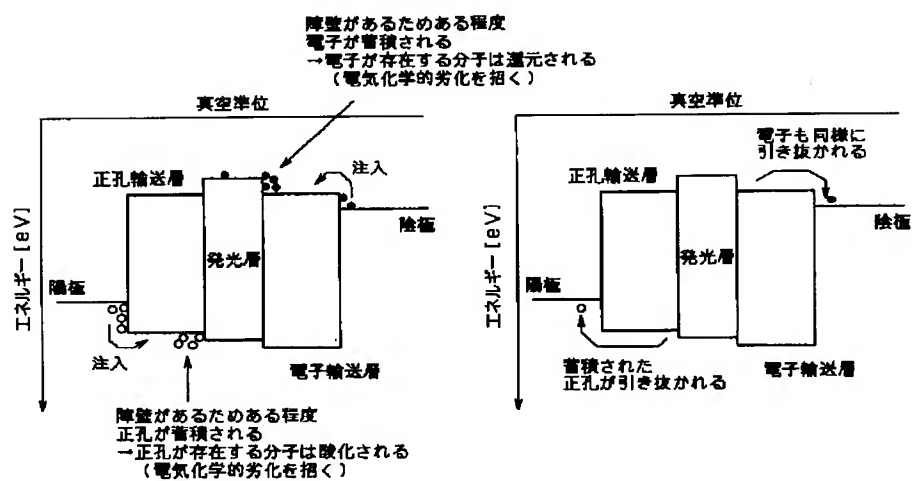 障壁があるためある程度
電子が蓄積される
→電子が存在する分子は還元される
（電気化学的劣化を招く）
真空準位
注入
正孔輸送層
陰極
発光層
エネルギー[eV]
陽極
注入
電子輸送層
障壁があるためある程度
正孔が蓄積される
→正孔が存在する分子は酸化される
（電気化学的劣化を招く）
真空準位
電子も同様に
引き抜かれる
正孔輸送層
陰極
発光層
エネルギー[eV]
陽極
蓄積された
正孔が引き抜かれる
電子輸送層